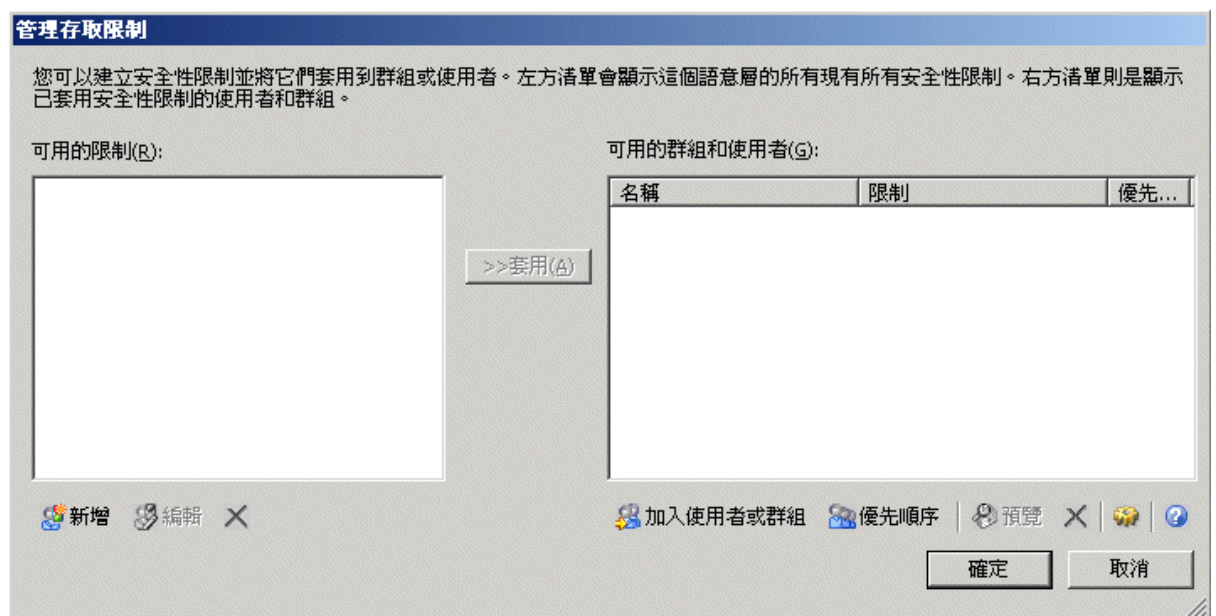 管理存取限制
您可以建立安全性限制並將它們套用到群組或使用者。左方清單會顯示這個語意層的所有現有所有安全性限制。右方清單則是顯示
已套用安全性限制的使用者和群組。
可用的限制(R):
可用的群組和使用者(G):
名稱 限制 優先...
>>套用(A)
新增 編輯
加入使用者或群組 優先順序 預覽
確定 取消